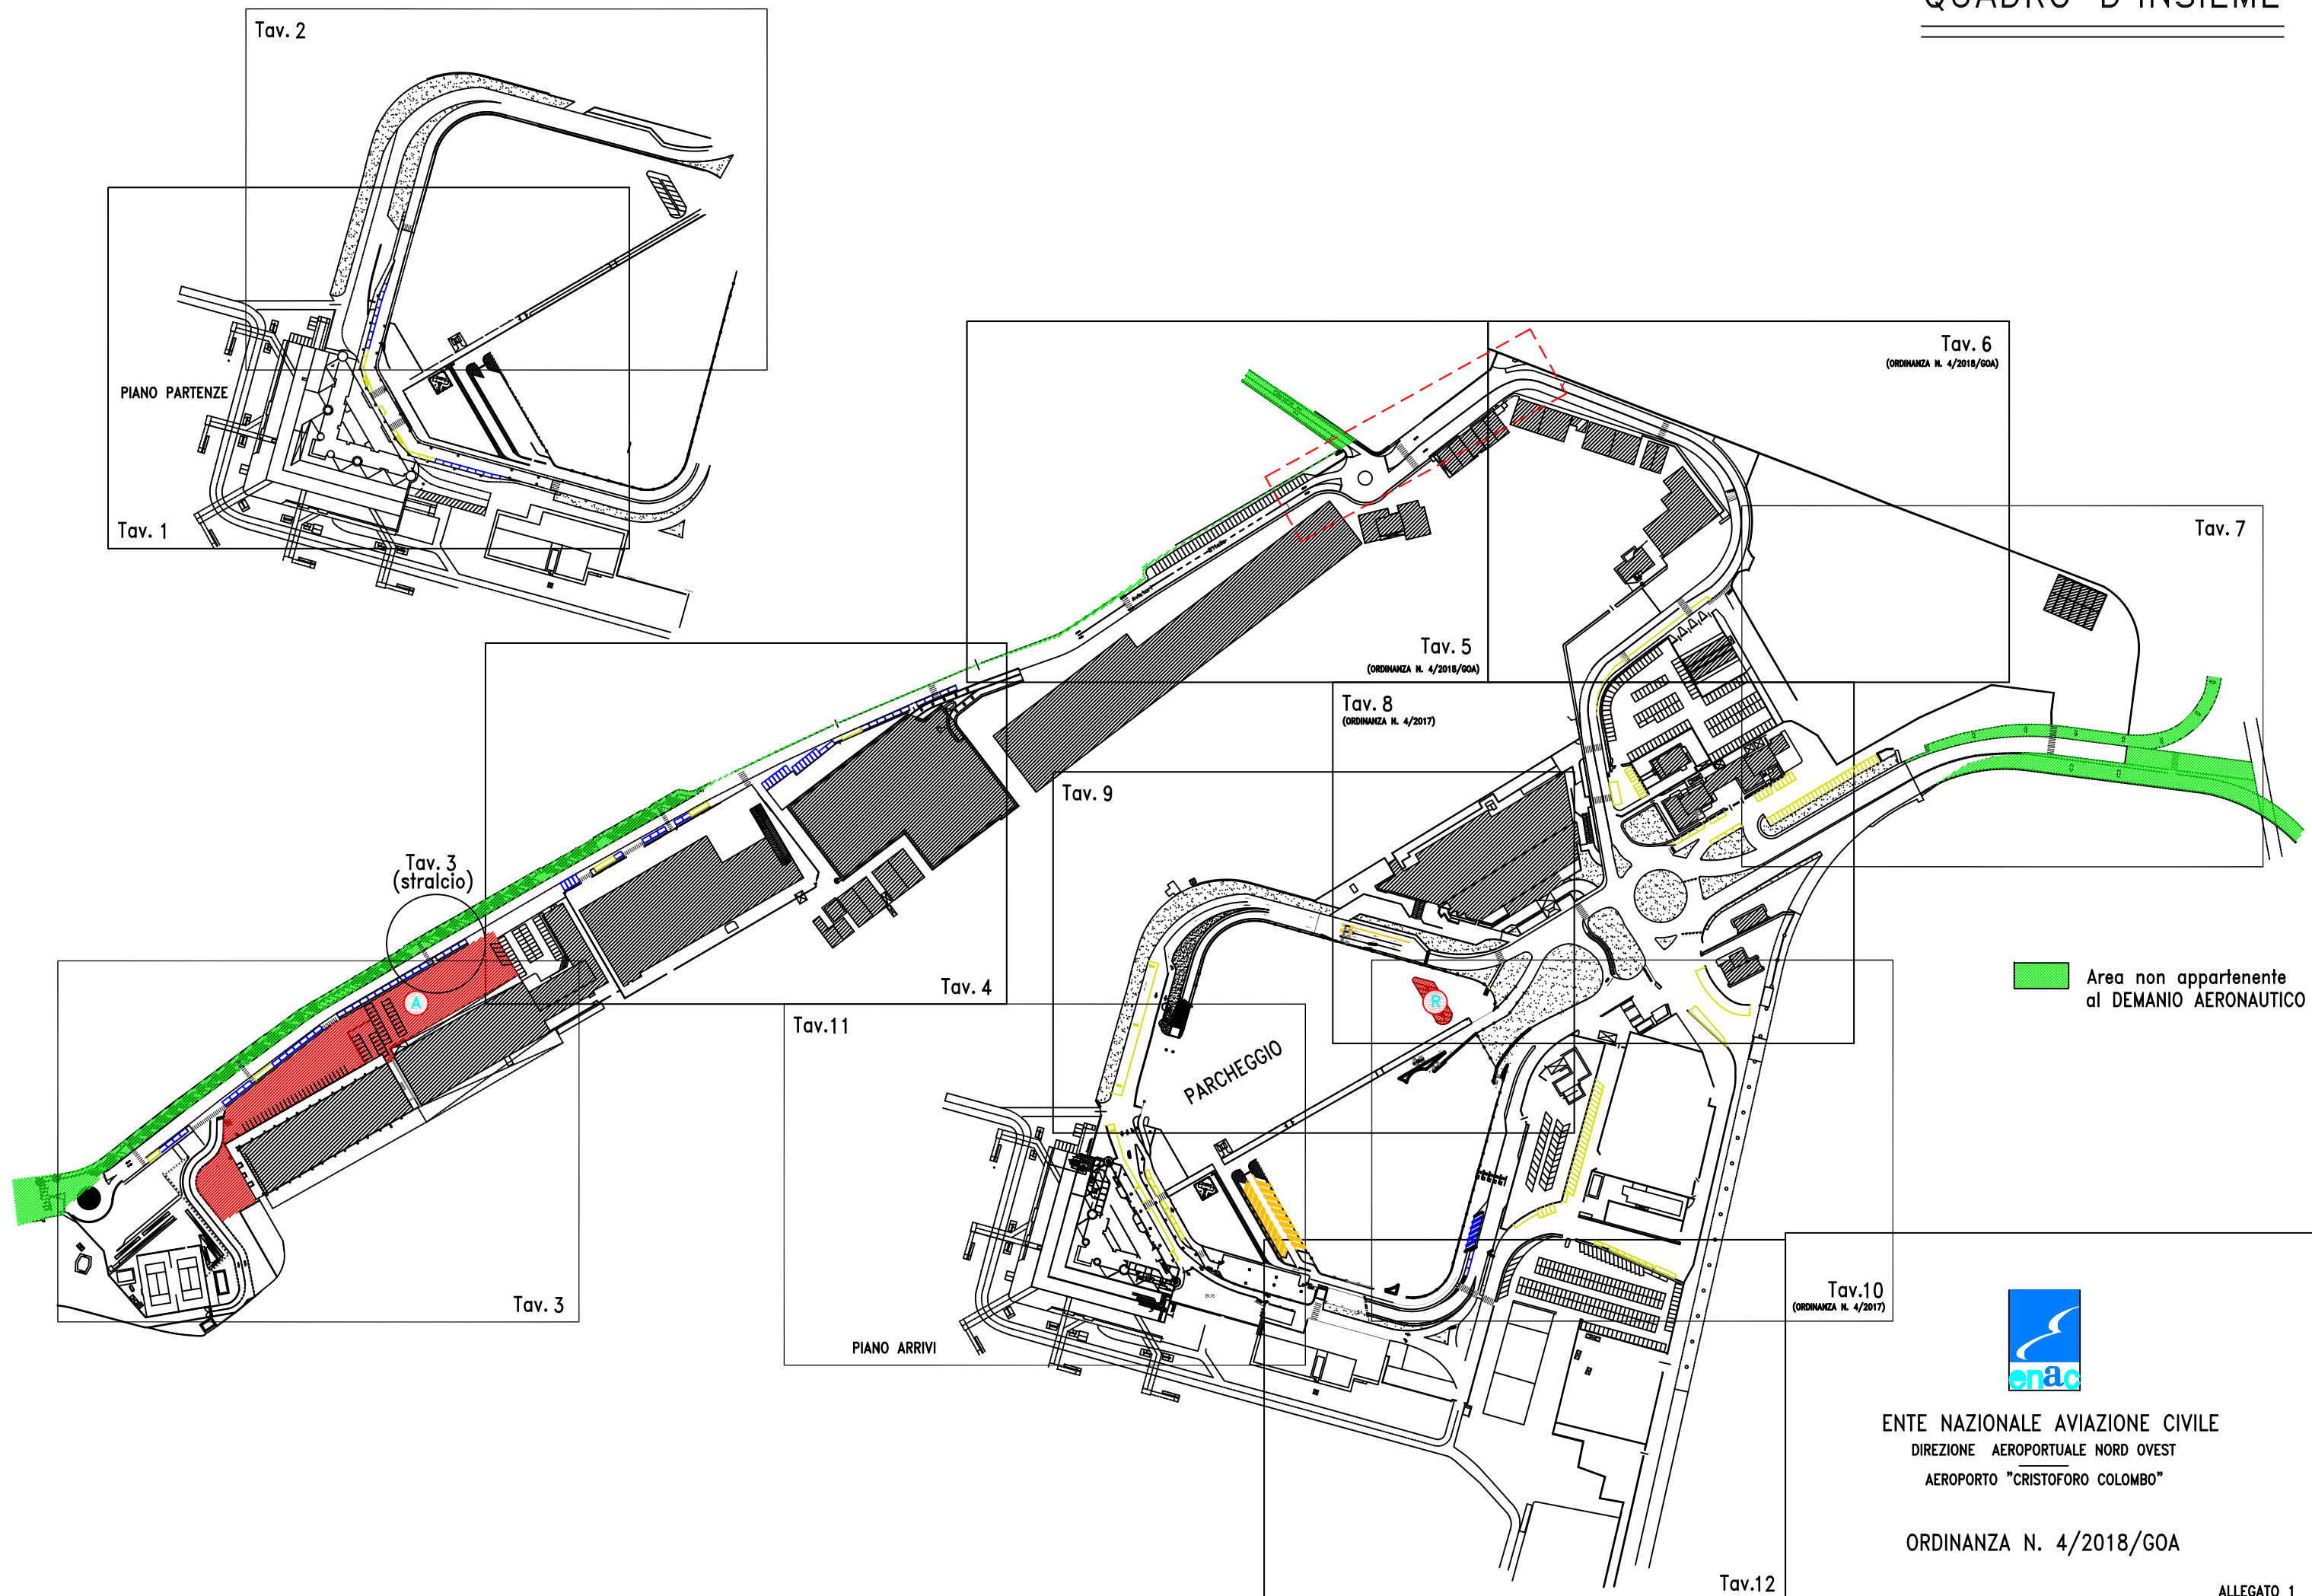 QUADRO D'INSIEME
Tav. 2
PIANO PARTENZE
Tav. 1
Tav. 6
(ORDINANZA N. 4/2018/GOA)
Tav. 7
Tav. 5
(ORDINANZA N. 4/2018/GOA)
Tav. 8
(ORDINANZA N. 4/2017)
Tav. 9
Tav. 3
(stralcio)
A
Tav. 4
R
Area non appartenente
al DEMANIO AERONAUTICO
Tav.11
PARCHEGGIO
Tav. 3
BUS
Tav.10
(ORDINANZA N. 4/2017)
PIANO ARRIVI
enac
ENTE NAZIONALE AVIAZIONE CIVILE
DIREZIONE AEROPORTUALE NORD OVEST
AEROPORTO "CRISTOFORO COLOMBO"
ORDINANZA N. 4/2018/GOA
Tav.12
ALLEGATO 1